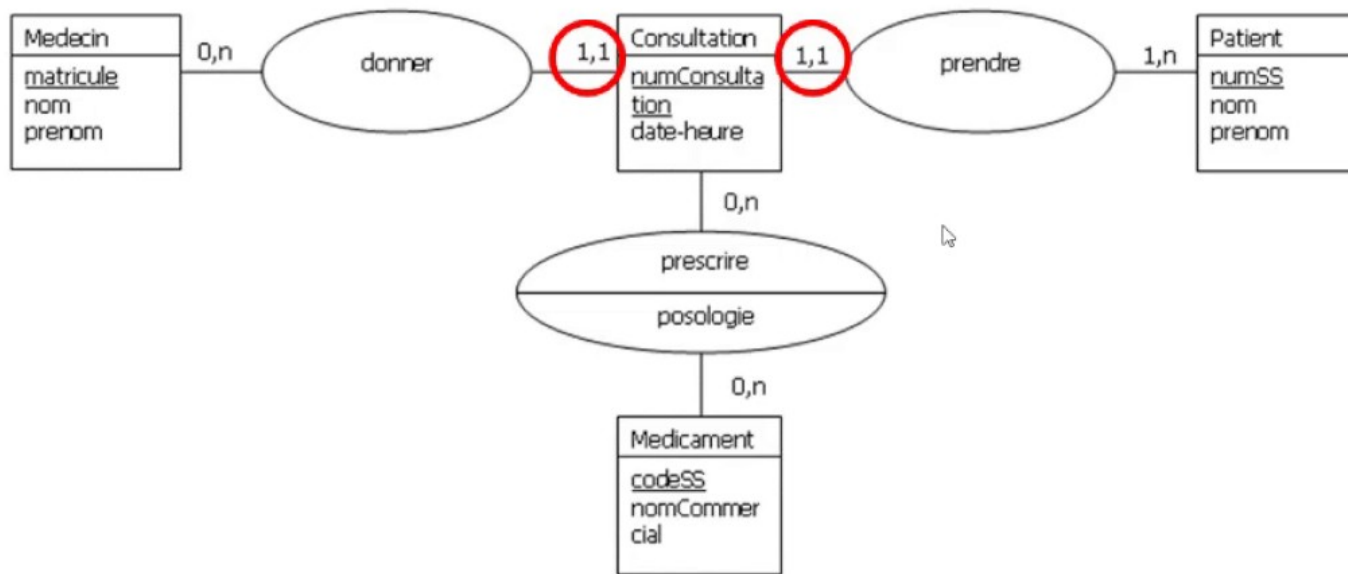 Medecin
matricule
nom
prenom
0,n
donner
1,1
Consultation
numConsulta
tion
date-heure
1,1
prendre
1,n
Patient
numSS
nom
prenom
0,n
prescrire
posologie
0,n
Medicament
codeSS
nomCommer
cial